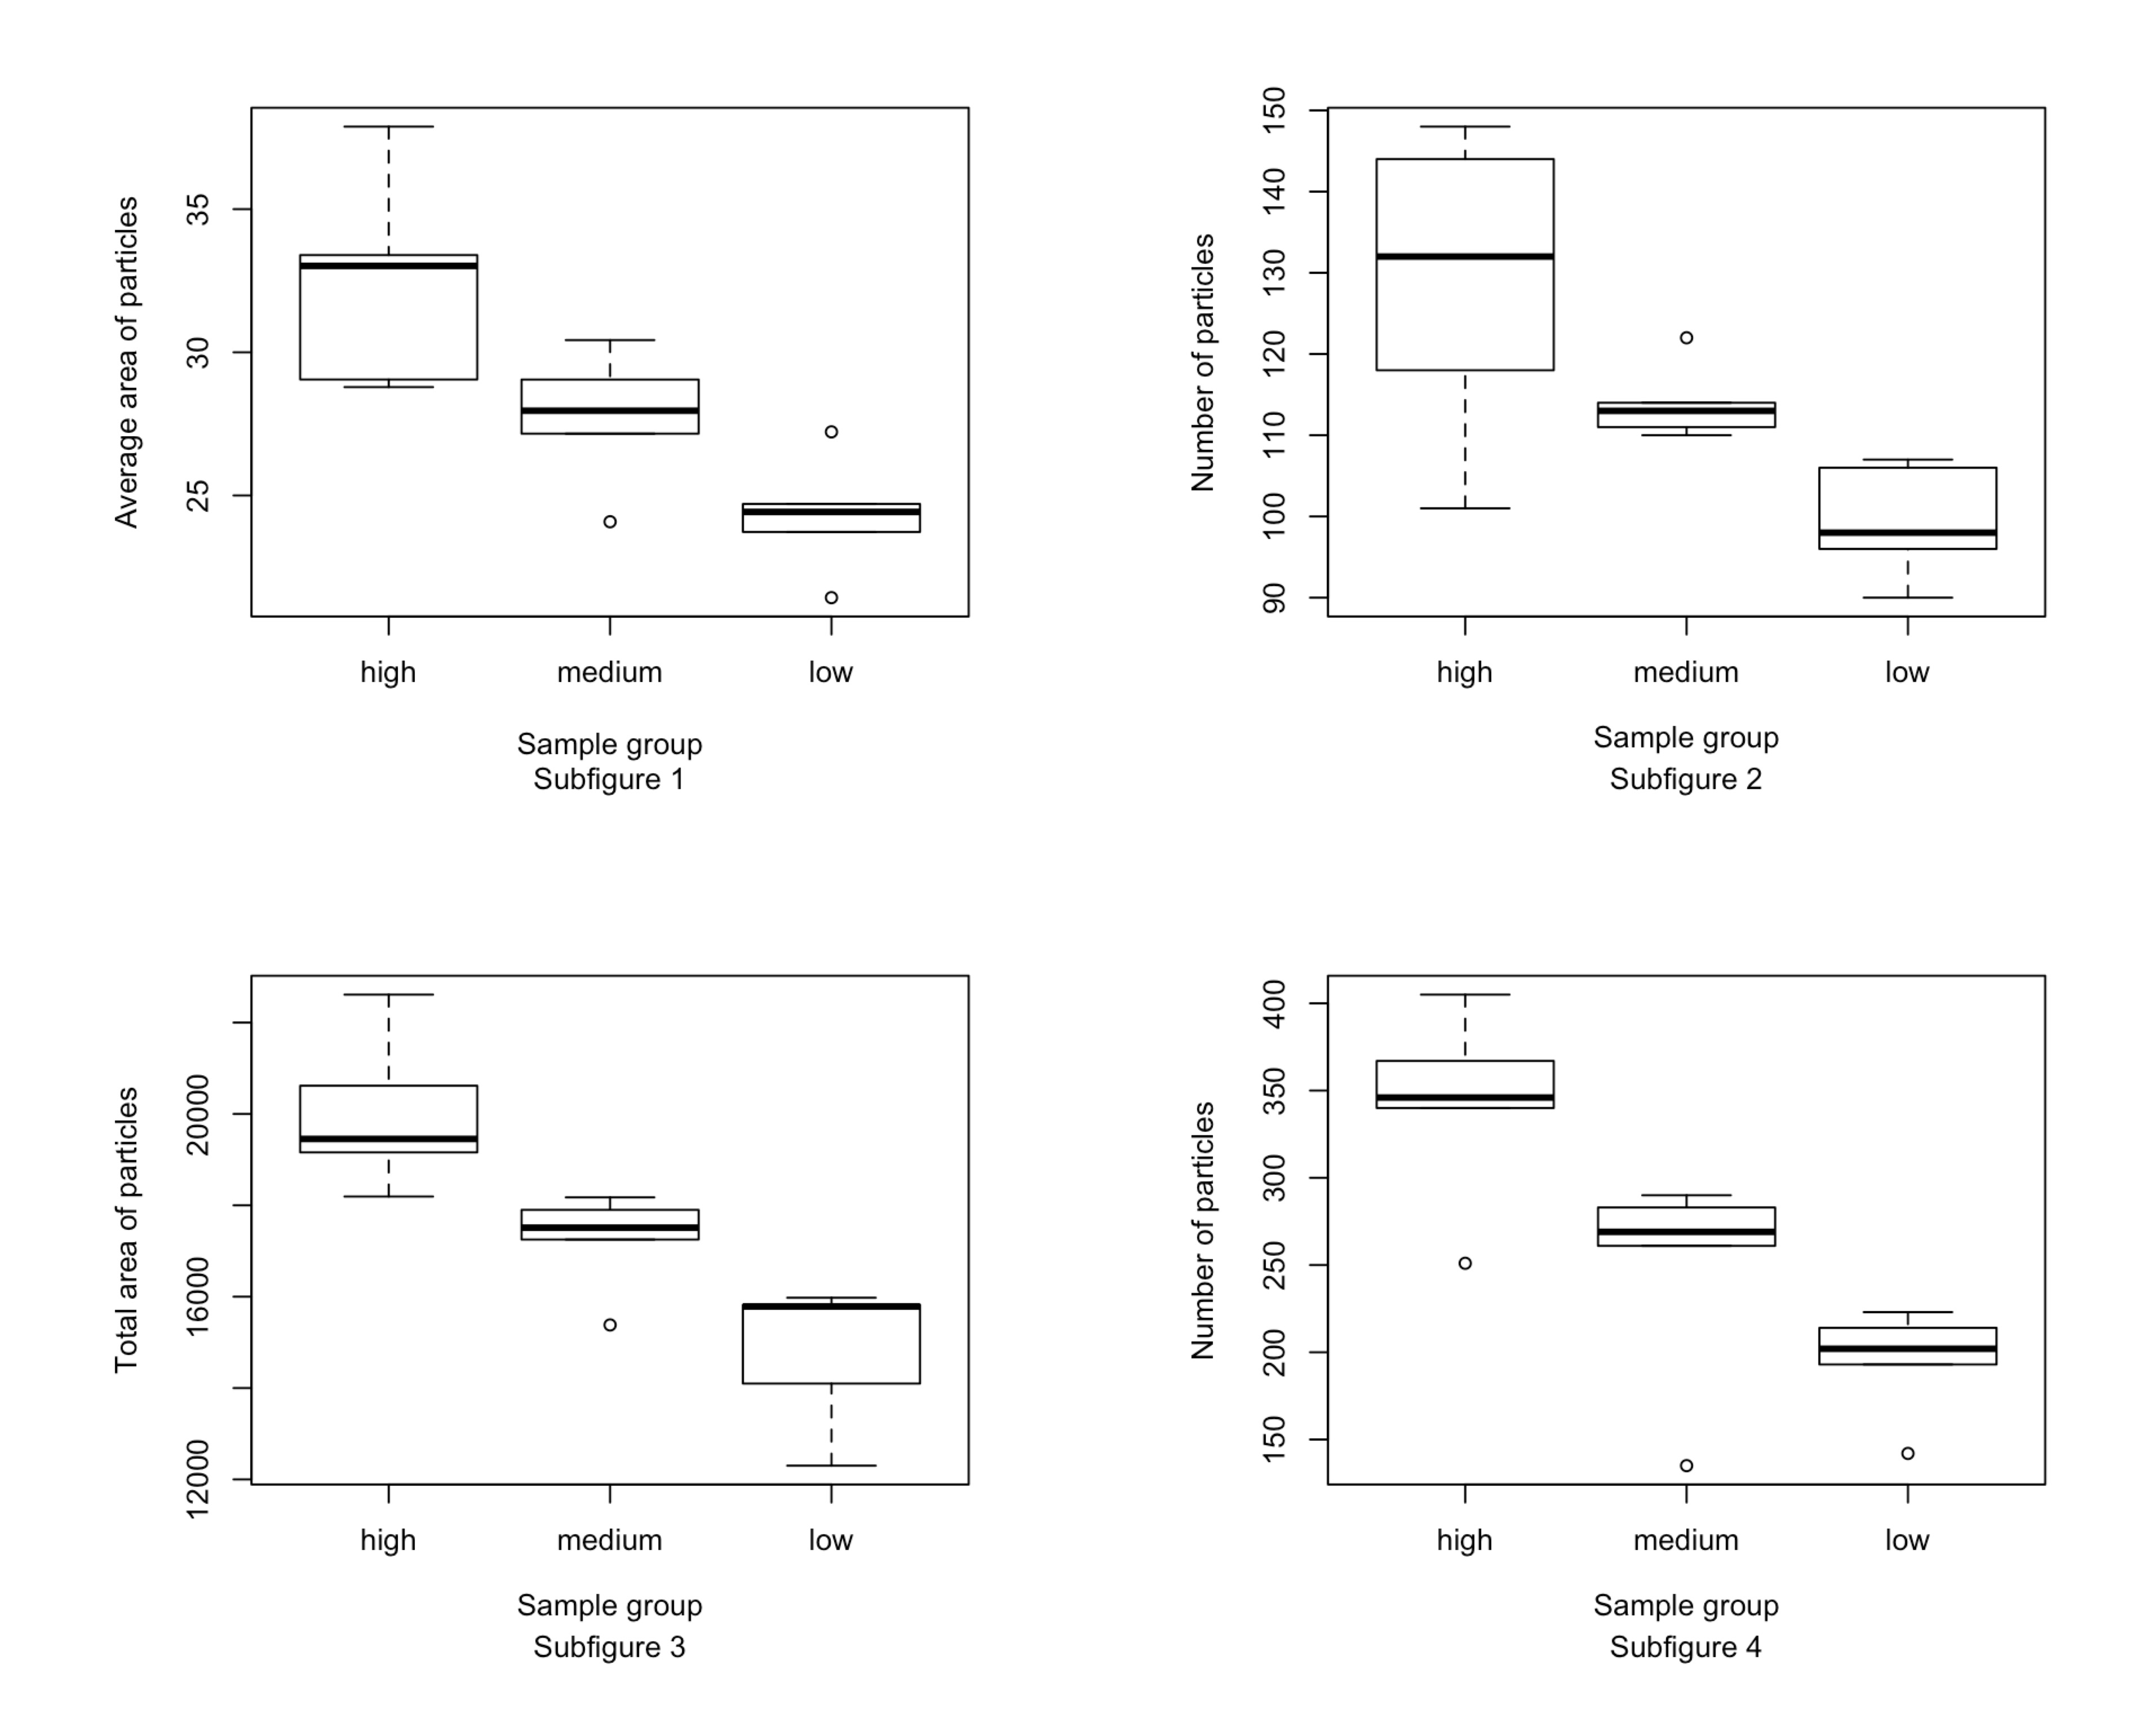 Average area of particles
35
30
25
high medium low
Sample group
Subfigure 1
Number of particles
150
140
130
120
110
100
90
high medium low
Sample group
Subfigure 2
Total area of particles
20000
16000
12000
high medium low
Sample group
Subfigure 3
Number of particles
400
350
300
250
200
150
high medium low
Sample group
Subfigure 4